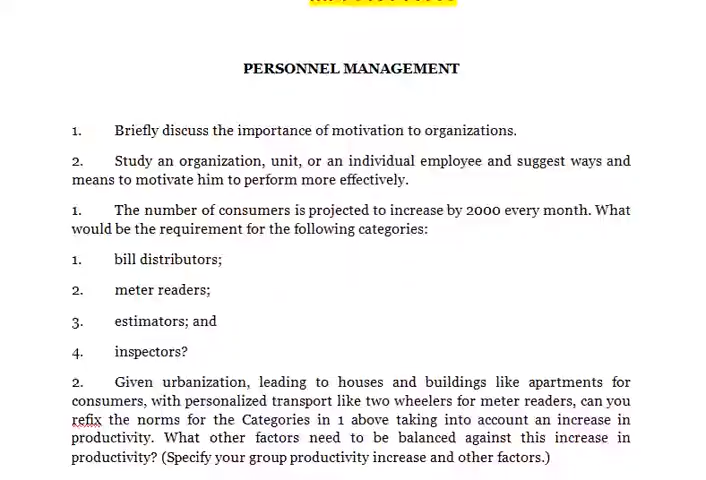 PERSONNEL MANAGEMENT
1. Briefly discuss the importance of motivation to organizations.
2. Study an organization, unit, or an individual employee and suggest ways and
means to motivate him to perform more effectively.
1. The number of consumers is projected to increase by 2000 every month. What
would be the requirement for the following categories:
1. bill distributors;
2. meter readers;
3. estimators; and
4. inspectors?
2. Given urbanization, leading to houses and buildings like apartments for
consumers, with personalized transport like two wheelers for meter readers, can you
refix the norms for the Categories in 1 above taking into account an increase in
productivity. What other factors need to be balanced against this increase in
productivity? (Specify your group productivity increase and other factors.)